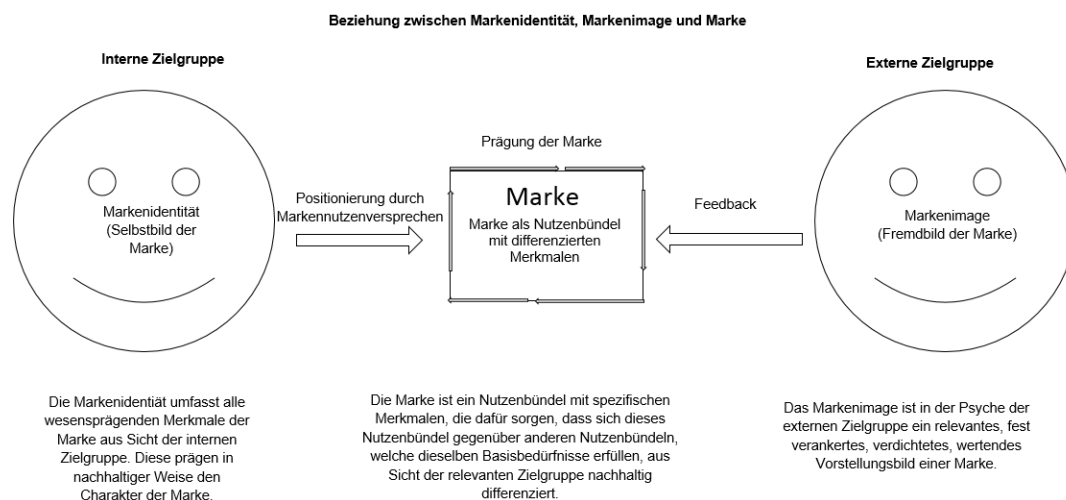 Beziehung zwischen Markenidentität, Markenimage und Marke
Interne Zielgruppe
Externe Zielgruppe
Markenidentität
(Selbstbild der
Marke)
Positionierung durch
Markennutzenversprechen
Prägung der Marke
Marke
Marke als Nutzenbündel
mit differenzierten
Merkmalen
Feedback
Markenimage
(Fremdbild der Marke)
Die Markenidentiät umfasst alle
wesensprägenden Merkmale der
Marke aus Sicht der internen
Zielgruppe. Diese prägen in
nachhaltiger Weise den
Charakter der Marke.
Die Marke ist ein Nutzenbündel mit spezifischen
Merkmalen, die dafür sorgen, dass sich dieses
Nutzenbündel gegenüber anderen Nutzenbündeln,
welche dieselben Basisbedürfnisse erfüllen, aus
Sicht der relevanten Zielgruppe nachhaltig
differenziert.
Das Markenimage ist in der Psyche der
externen Zielgruppe ein relevantes, fest
verankertes, verdichtetes, wertendes
Vorstellungsbild einer Marke.